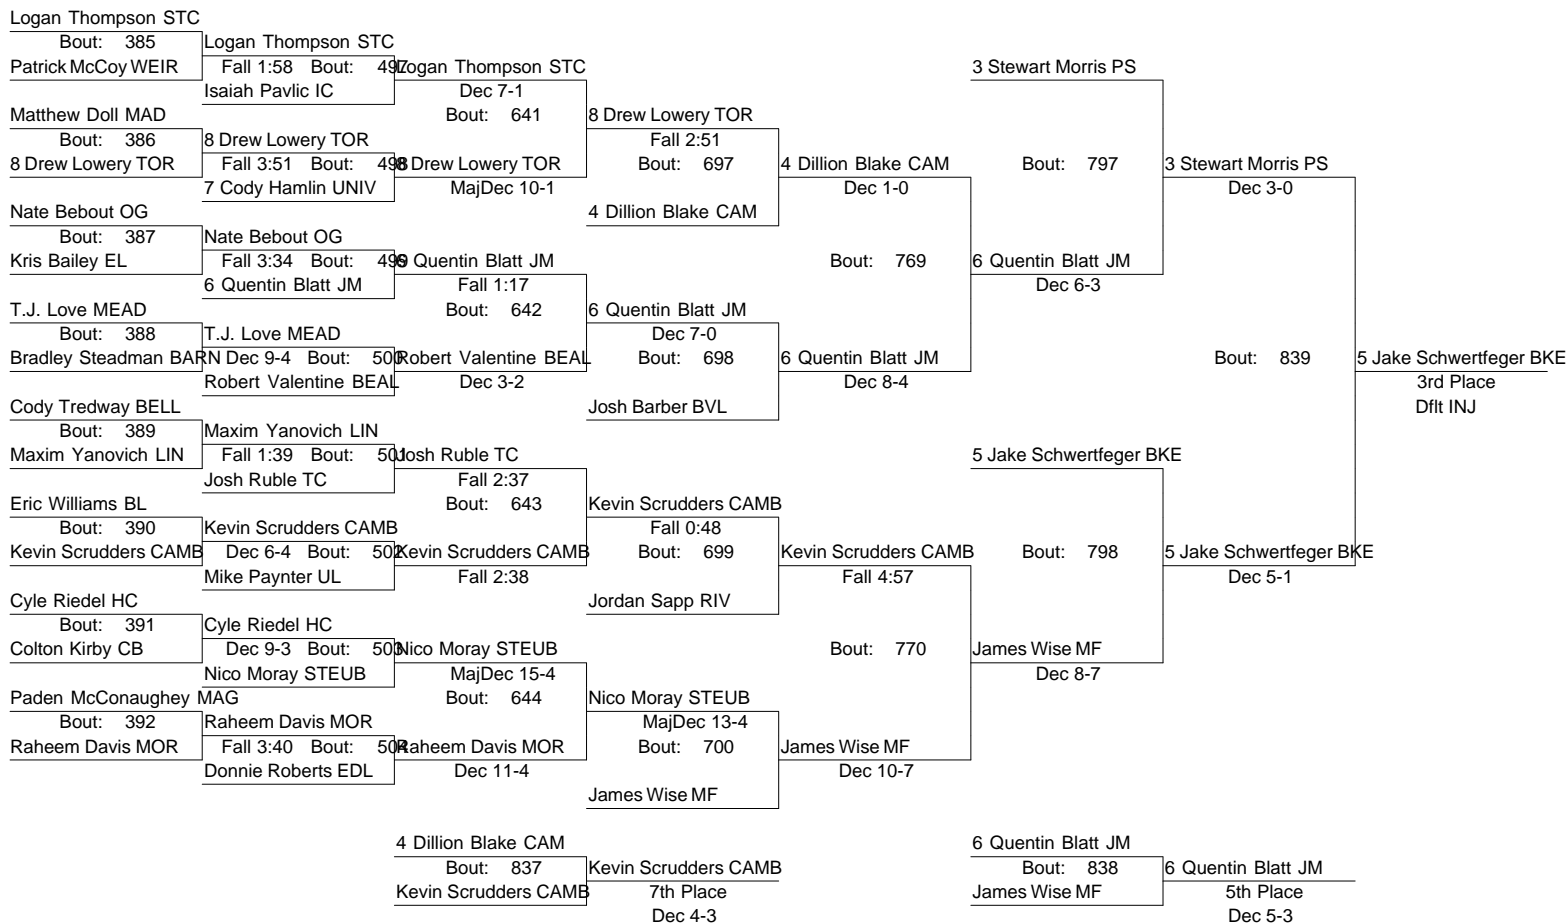 Logan Thompson STC
Bout: 385 Logan Thompson STC
Patrick McCoy WEIR Fall 1:58 Bout: 497 Logan Thompson STC 3 Stewart Morris PS
Isaiah Pavlic IC Dec 7-1
Matthew Doll MAD Bout: 641 8 Drew Lowery TOR
Bout: 386 8 Drew Lowery TOR Fall 2:51
8 Drew Lowery TOR Fall 3:51 Bout: 498 8 Drew Lowery TOR Bout: 697 4 Dillion Blake CAM Bout: 797 3 Stewart Morris PS
7 Cody Hamlin UNIV MajDec 10-1 Dec 1-0 Dec 3-0
Nate Bebout OG 4 Dillion Blake CAM
Bout: 387 Nate Bebout OG
Kris Bailey EL Fall 3:34 Bout: 499 6 Quentin Blatt JM Bout: 769 6 Quentin Blatt JM
6 Quentin Blatt JM Fall 1:17 Dec 6-3
T.J. Love MEAD Bout: 642 6 Quentin Blatt JM
Bout: 388 T.J. Love MEAD Dec 7-0
Bradley Steadman BARN Dec 9-4 Bout: 500 Robert Valentine BEAL Bout: 698 6 Quentin Blatt JM Bout: 839 5 Jake Schwertfeger BKE
Robert Valentine BEAL Dec 3-2 Dec 8-4 3rd Place
Cody Tredway BELL Josh Barber BVL Dflt INJ
Bout: 389 Maxim Yanovich LIN
Maxim Yanovich LIN Fall 1:39 Bout: 501 Josh Ruble TC 5 Jake Schwertfeger BKE
Josh Ruble TC Fall 2:37
Eric Williams BL Bout: 643 Kevin Scrudders CAMB
Bout: 390 Kevin Scrudders CAMB Fall 0:48
Kevin Scrudders CAMB Dec 6-4 Bout: 502 Kevin Scrudders CAMB Bout: 699 Kevin Scrudders CAMB Bout: 798 5 Jake Schwertfeger BKE
Mike Paynter UL Fall 2:38 Fall 4:57 Dec 5-1
Cyle Riedel HC Jordan Sapp RIV
Bout: 391 Cyle Riedel HC
Colton Kirby CB Dec 9-3 Bout: 503 Nico Moray STEUB Bout: 770 James Wise MF
Nico Moray STEUB MajDec 15-4 Dec 8-7
Paden McConaughey MAG Bout: 644 Nico Moray STEUB
Bout: 392 Raheem Davis MOR MajDec 13-4
Raheem Davis MOR Fall 3:40 Bout: 504 Raheem Davis MOR Bout: 700 James Wise MF
Donnie Roberts EDL Dec 11-4 Dec 10-7
James Wise MF
4 Dillion Blake CAM 6 Quentin Blatt JM
Bout: 837 Kevin Scrudders CAMB Bout: 838 6 Quentin Blatt JM
Kevin Scrudders CAMB 7th Place James Wise MF 5th Place
Dec 4-3 Dec 5-3